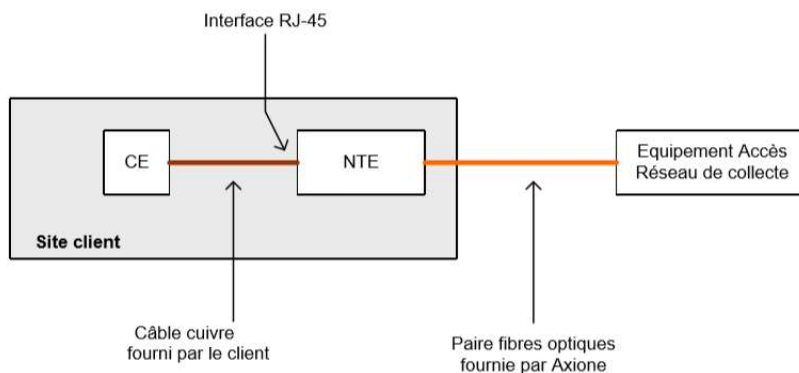 Interface RJ-45
CE
NTE
Equipement Accès
Réseau de collecte
Site client
Câble cuivre
fourni par le client
Paire fibres optiques
fournie par Axione